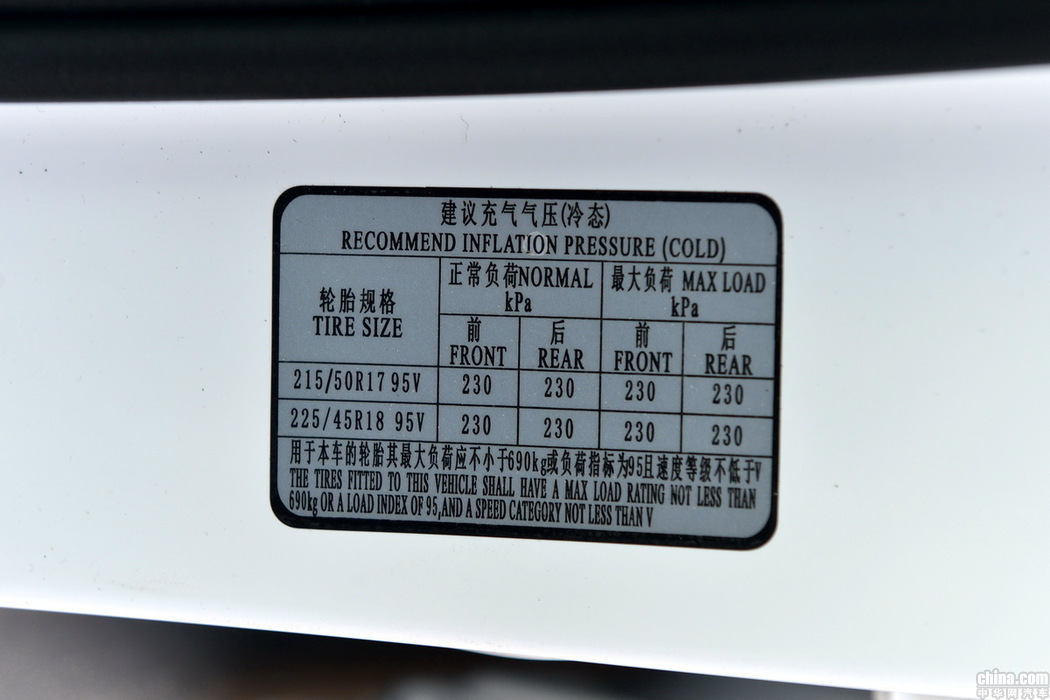 建议充气气压(冷态)
RECOMMEND INFLATION PRESSURE (COLD)
轮胎规格
TIRE SIZE
正常负荷NORMAL
kPa
最大负荷 MAX LOAD
kPa
前
FRONT
后
REAR
前
FRONT
后
REAR
215/50R17 95V 230 230 230 230
225/45R18 95V 230 230 230 230
用于本车的轮胎其最大负荷应不小于690kg或负荷指标为95且速度等级不低于V
THE TIRES FITTED TO THIS VEHICLE SHALL HAVE A MAX LOAD RATING NOT LESS THAN
690kg OR A LOAD INDEX OF 95,AND A SPEED CATEGORY NOT LESS THAN V
china.com
中华网汽车